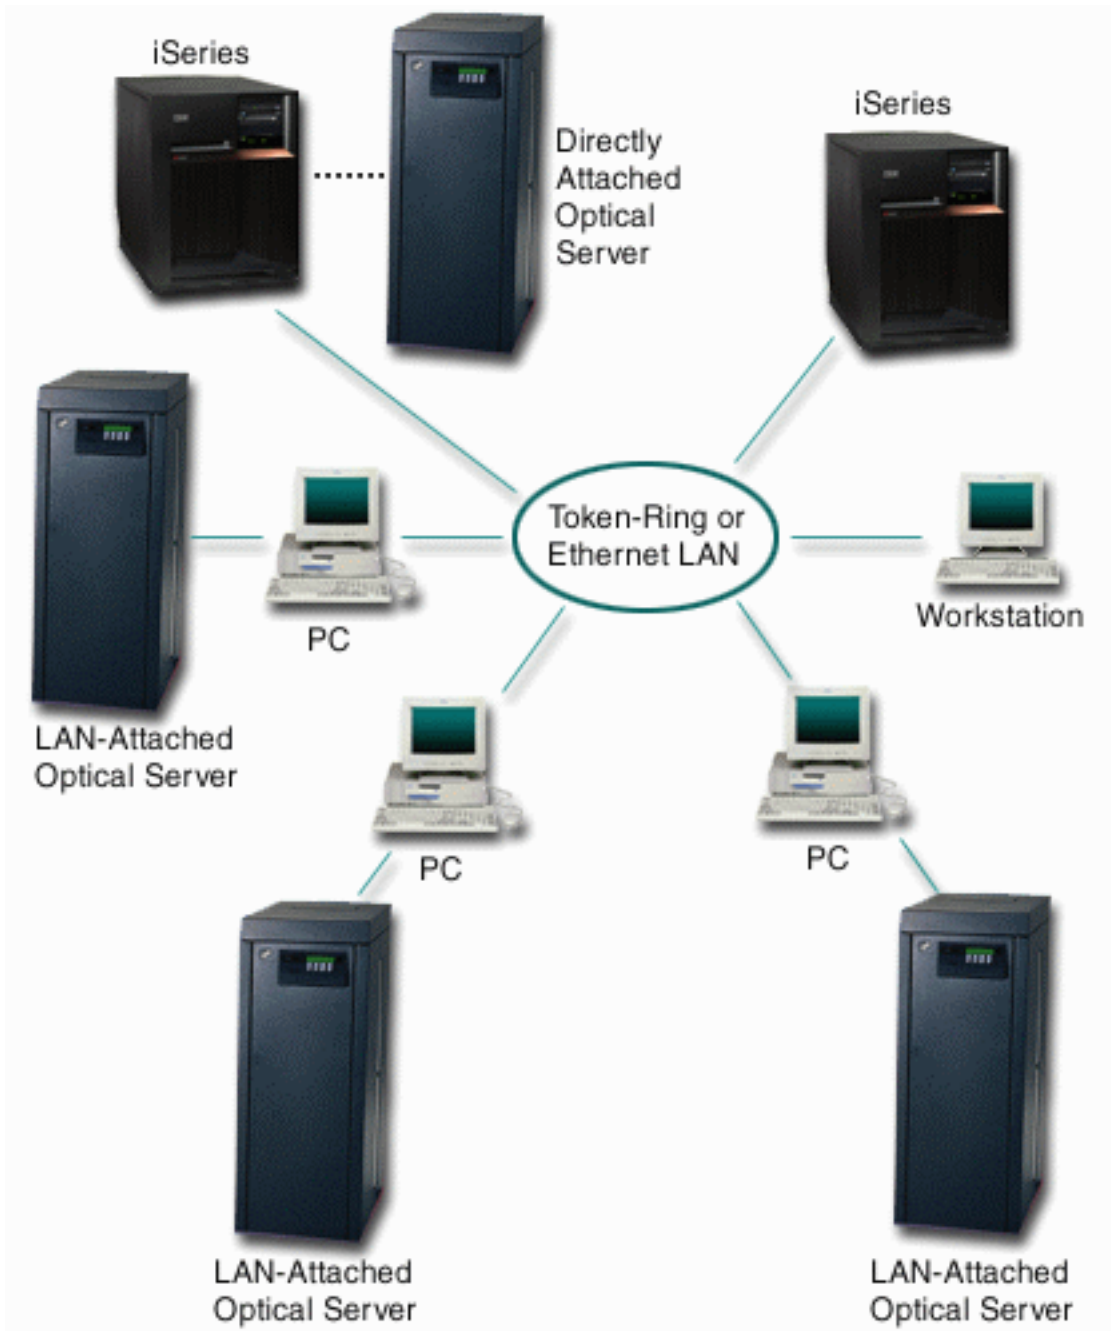 iSeries
Directly
Attached
Optical
Server
iSeries
Token-Ring or
Ethernet LAN
PC
Workstation
LAN-Attached
Optical Server
PC
PC
LAN-Attached
Optical Server
LAN-Attached
Optical Server